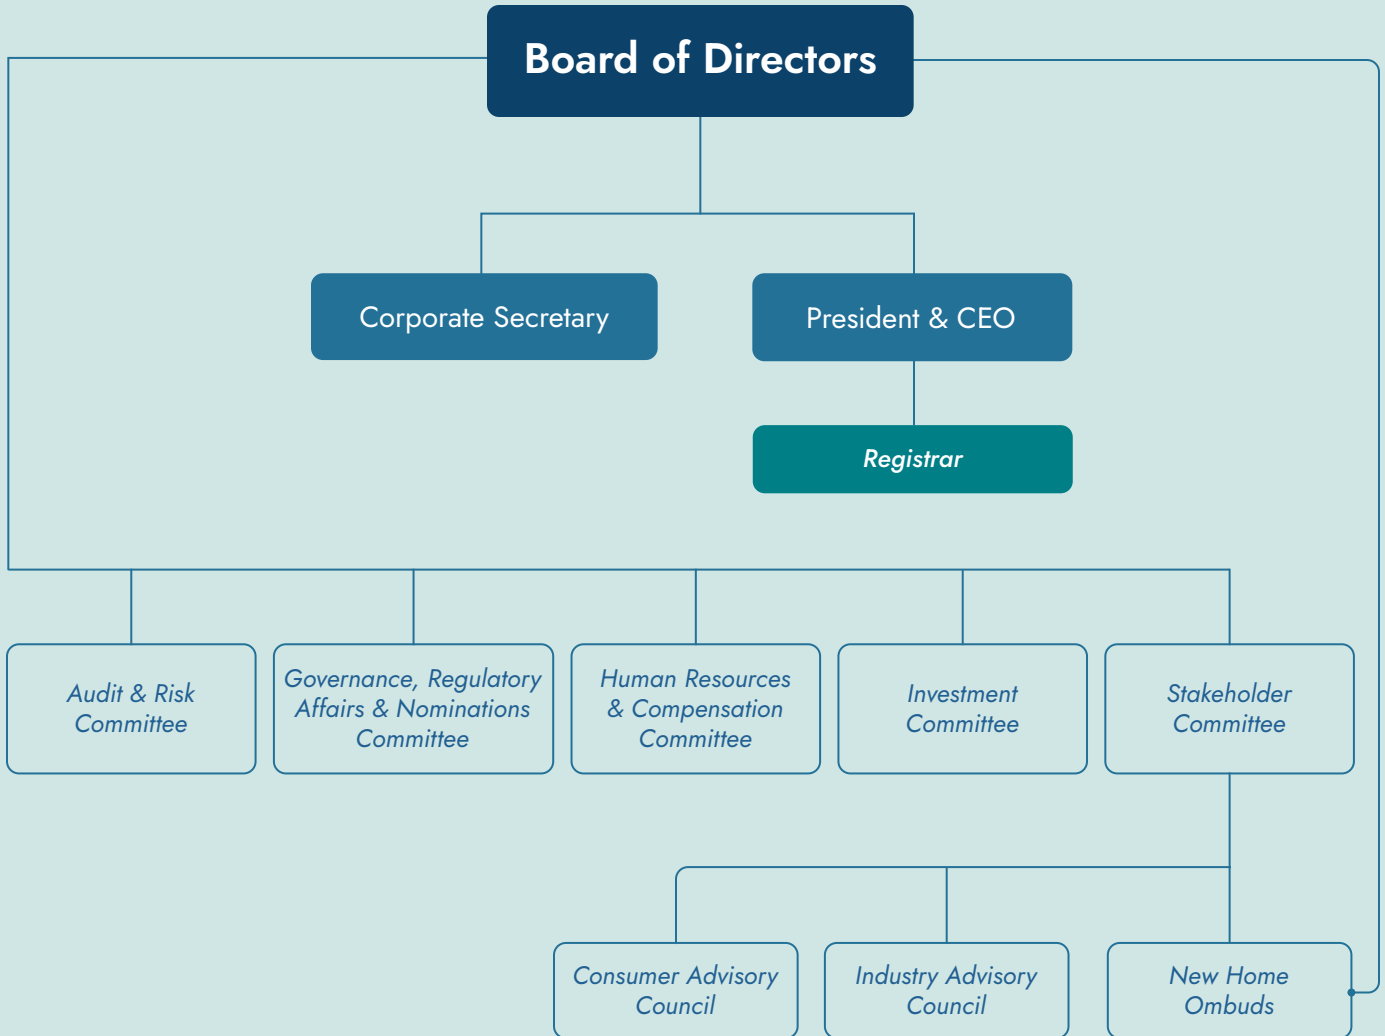 Board of Directors
Corporate Secretary
President & CEO
Registrar
Audit & Risk
Committee
Governance, Regulatory
Affairs & Nominations
Committee
Human Resources
& Compensation
Committee
Investment
Committee
Stakeholder
Committee
Consumer Advisory
Council
Industry Advisory
Council
New Home
Ombuds